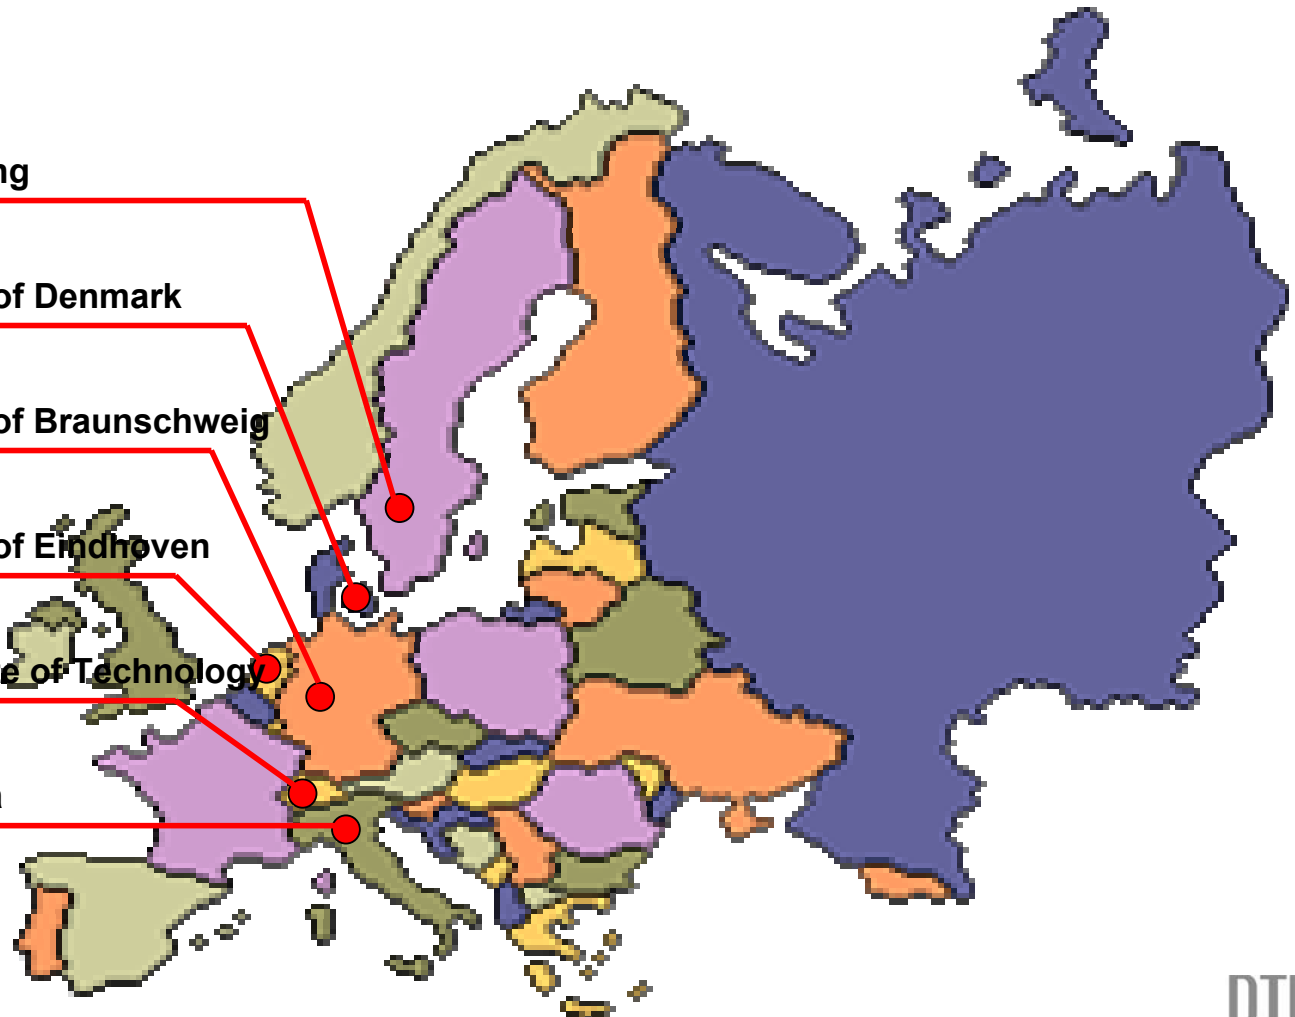 ng
of Denmark
of Braunschweig
of Eindhoven
e of Technology